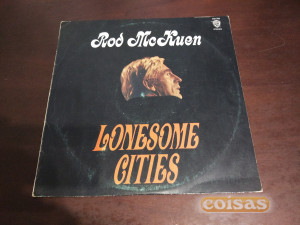 Rod McKuen
LONESOME
CITIES
coisas